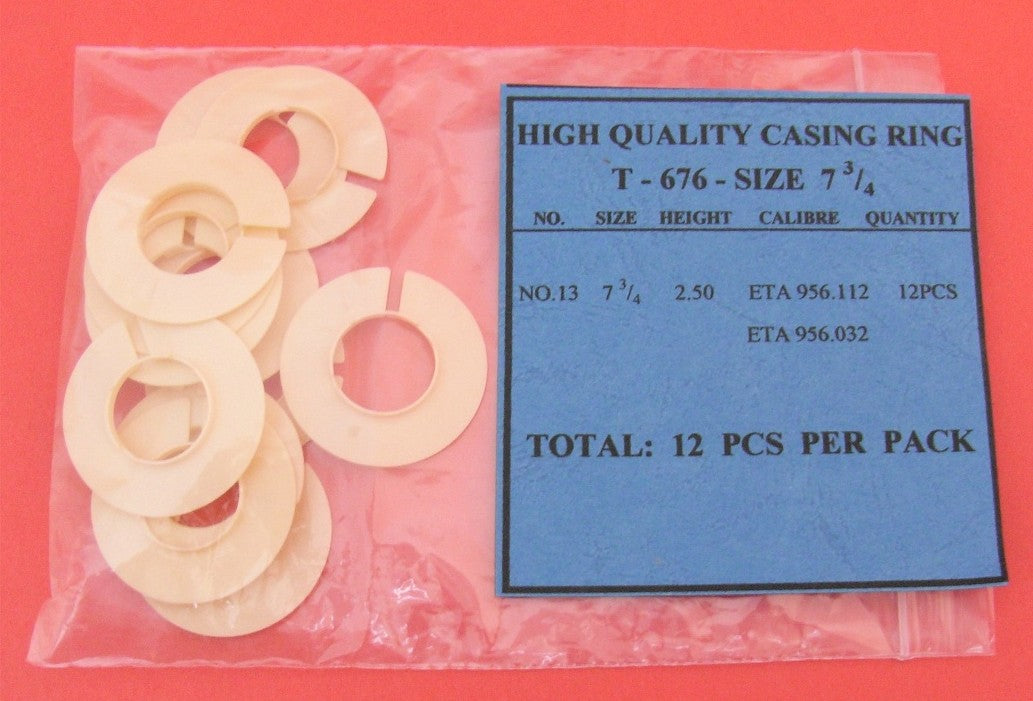 HIGH QUALITY CASING RING
T - 676 - SIZE 7 3/4
NO. SIZE HEIGHT CALIBRE QUANTITY
NO.13 7 3/4 2.50 ETA 956.112 12PCS
ETA 956.032
TOTAL: 12 PCS PER PACK